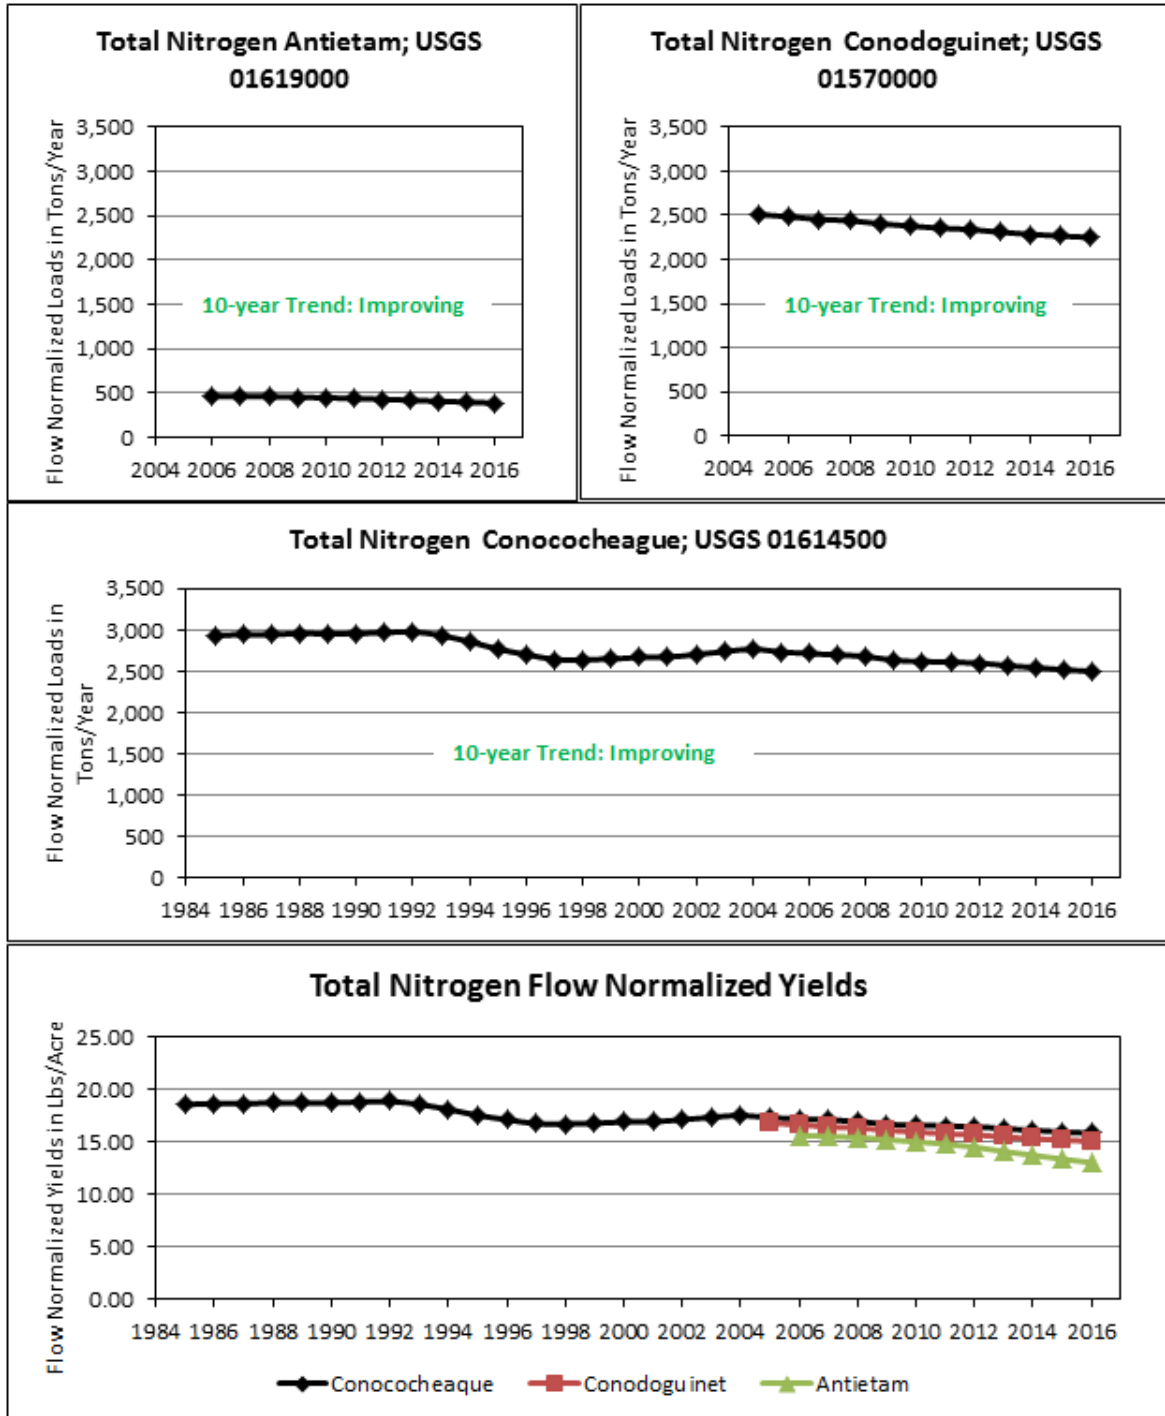 Total Nitrogen Antietam; USGS
01619000
Flow Normalized Loads in Tons/Year
3,500
3,000
2,500
2,000
1,500
1,000
500
0
10-year Trend: Improving
2004 2006 2008 2010 2012 2014 2016
Total Nitrogen Conodoguinet; USGS
01570000
Flow Normalized Loads in Tons/Year
3,500
3,000
2,500
2,000
1,500
1,000
500
0
10-year Trend: Improving
2004 2006 2008 2010 2012 2014 2016
Total Nitrogen Conococheague; USGS 01614500
Flow Normalized Loads in
Tons/Year
3,500
3,000
2,500
2,000
1,500
1,000
500
0
10-year Trend: Improving
1984 1986 1988 1990 1992 1994 1996 1998 2000 2002 2004 2006 2008 2010 2012 2014 2016
Total Nitrogen Flow Normalized Yields
Flow Normalized Yields in Lbs/Acre
25.00
20.00
15.00
10.00
5.00
0.00
1984 1986 1988 1990 1992 1994 1996 1998 2000 2002 2004 2006 2008 2010 2012 2014 2016
Conococheaque Conodoguinet Antietam